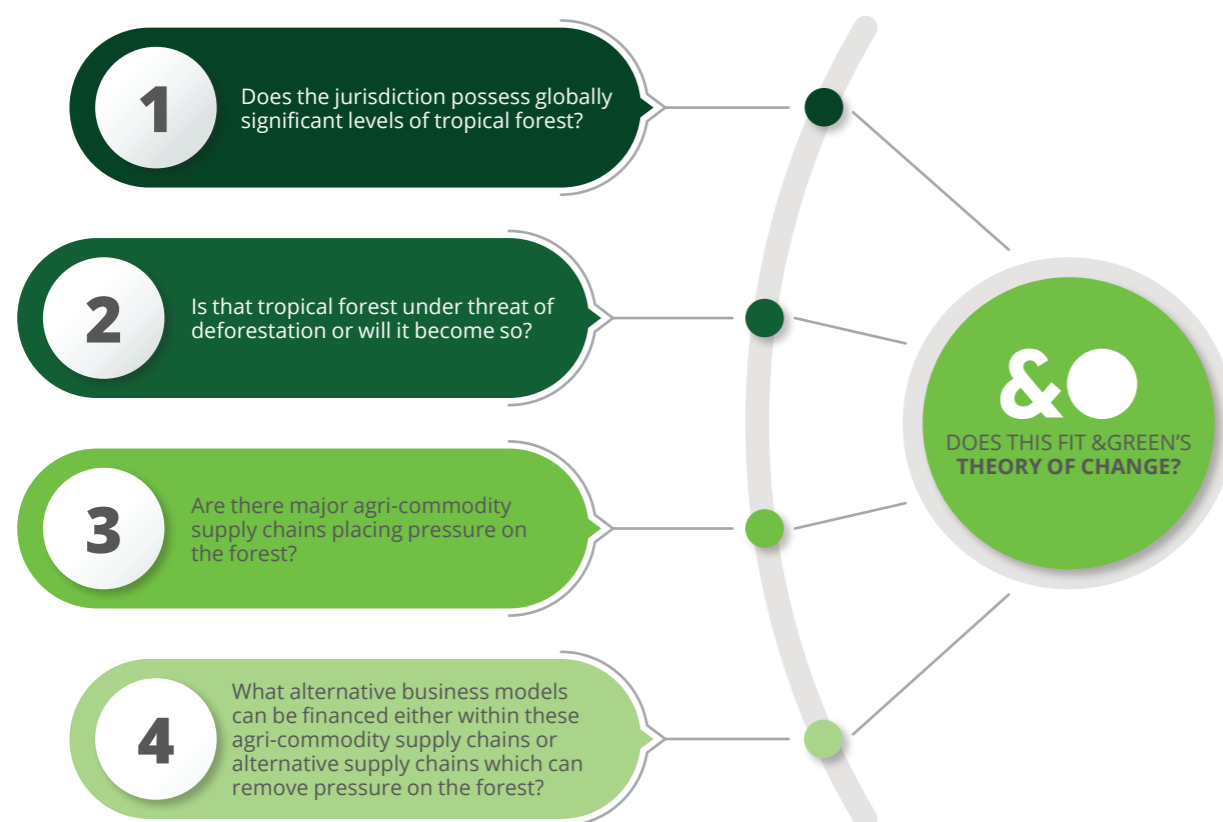 1
Does the jurisdiction possess globally
significant levels of tropical forest?
2
Is that tropical forest under threat of
deforestation or will it become so?
3
Are there major agri-commodity
supply chains placing pressure on
the forest?
4
What alternative business models
can be financed either within these
agri-commodity supply chains or
alternative supply chains which can
remove pressure on the forest?
&
DOES THIS FIT &GREEN'S
THEORY OF CHANGE?